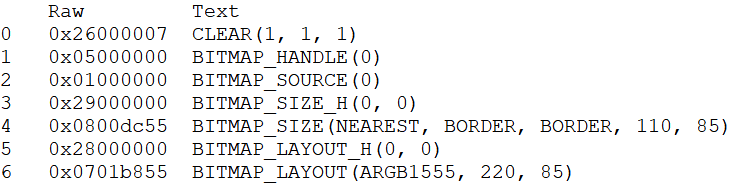 Raw Text
0 0x26000007 CLEAR(1, 1, 1)
1 0x05000000 BITMAP_HANDLE(0)
2 0x01000000 BITMAP_SOURCE(0)
3 0x29000000 BITMAP_SIZE_H(0, 0)
4 0x0800dc55 BITMAP_SIZE(NEAREST, BORDER, BORDER, 110, 85)
5 0x28000000 BITMAP_LAYOUT_H(0, 0)
6 0x0701b855 BITMAP_LAYOUT(ARGB1555, 220, 85)